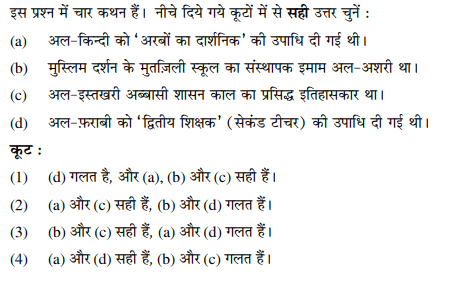 इस प्रश्न में चार कथन हैं। नीचे दिये गये कूटों में से सही उत्तर चुनें :
(a) अल-किन्दी को ‘अरबों का दार्शनिक’ की उपाधि दी गई थी।
(b) मुस्लिम दर्शन के मुतज़िली स्कूल का संस्थापक इमाम अल-अशरी था।
(c) अल-इस्तखरी अब्बासी शासन काल का प्रसिद्ध इतिहासकार था।
(d) अल-फ़राबी को ‘द्वितीय शिक्षक’ (सेकंड टीचर) की उपाधि दी गई थी।
कूट :
(1) (d) गलत है, और (a), (b) और (c) सही हैं।
(2) (a) और (c) सही हैं, (b) और (d) गलत हैं।
(3) (b) और (c) सही हैं, (a) और (d) गलत हैं।
(4) (a) और (d) सही हैं, (b) और (c) गलत हैं।